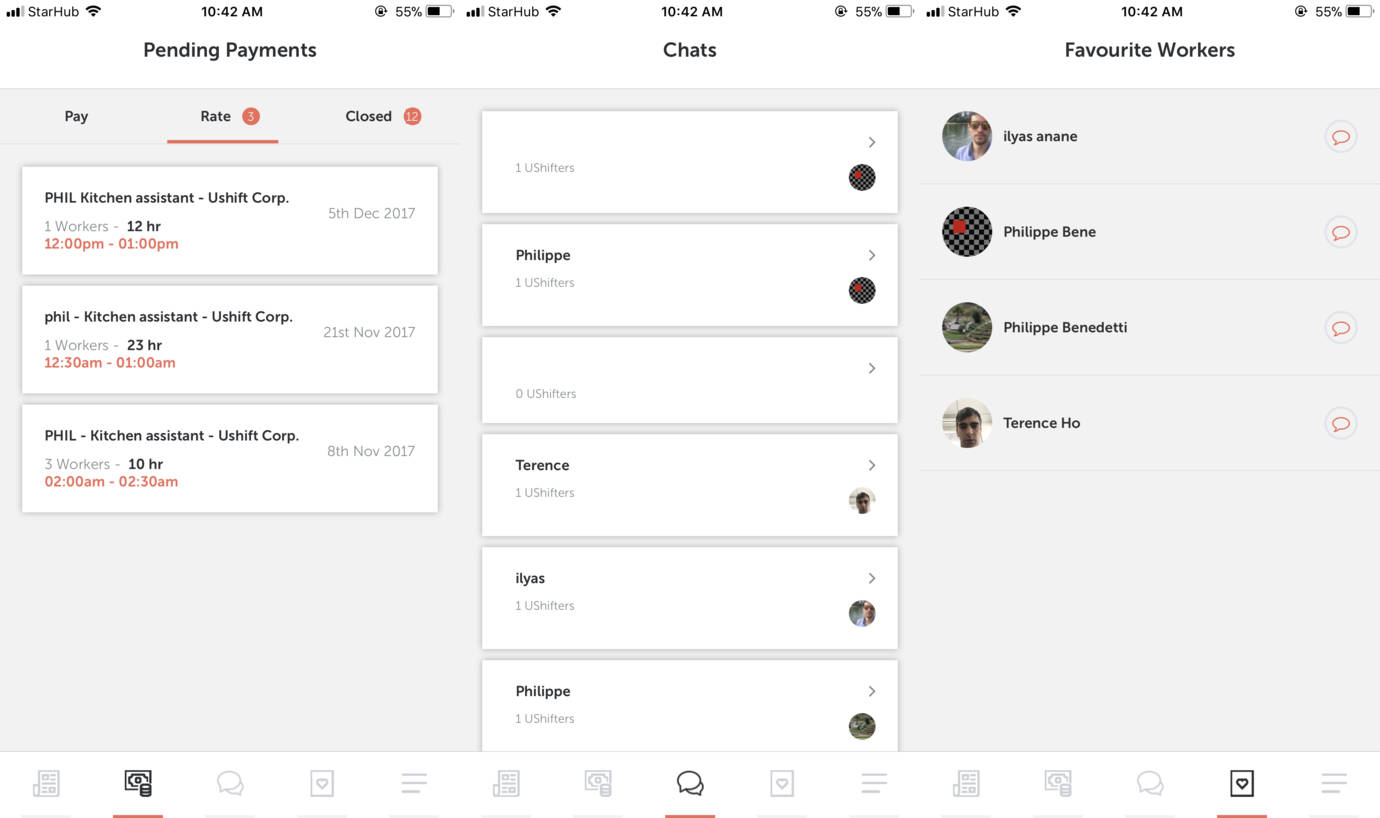 StarHub 10:42 AM 55%
Pending Payments
Pay Rate 3 Closed 12
PHIL Kitchen assistant - Ushift Corp.
5th Dec 2017
1 Workers - 12 hr
12:00pm - 01:00pm
phil - Kitchen assistant - Ushift Corp.
21st Nov 2017
1 Workers - 23 hr
12:30am - 01:00am
PHIL - Kitchen assistant - Ushift Corp.
8th Nov 2017
3 Workers - 10 hr
02:00am - 02:30am
StarHub 10:42 AM 55%
Chats
1 UShifters
Philippe
1 UShifters
0 UShifters
Terence
1 UShifters
ilyas
1 UShifters
Philippe
1 UShifters
StarHub 10:42 AM 55%
Favourite Workers
ilyas anane
Philippe Bene
Philippe Benedetti
Terence Ho